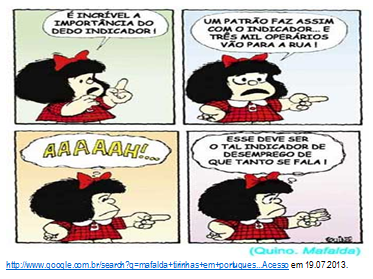 É INCRÍVEL A
IMPORTÂNCIA DO
DEDO INDICADOR!
UM PATRÃO FAZ ASSIM
COM O INDICADOR... E
TRÊS MIL OPERÁRIOS
VÃO PARA A RUA!
AAAAAH!...
ESSE DEVE SER
O TAL INDICADOR DE
DESEMPREGO DE
QUE TANTO SE FALA!
(Quino. Mafalda)
http://www.google.com.br/search?q=mafalda+tirinhas+em+portugues...Acesso em 19.07.2013.